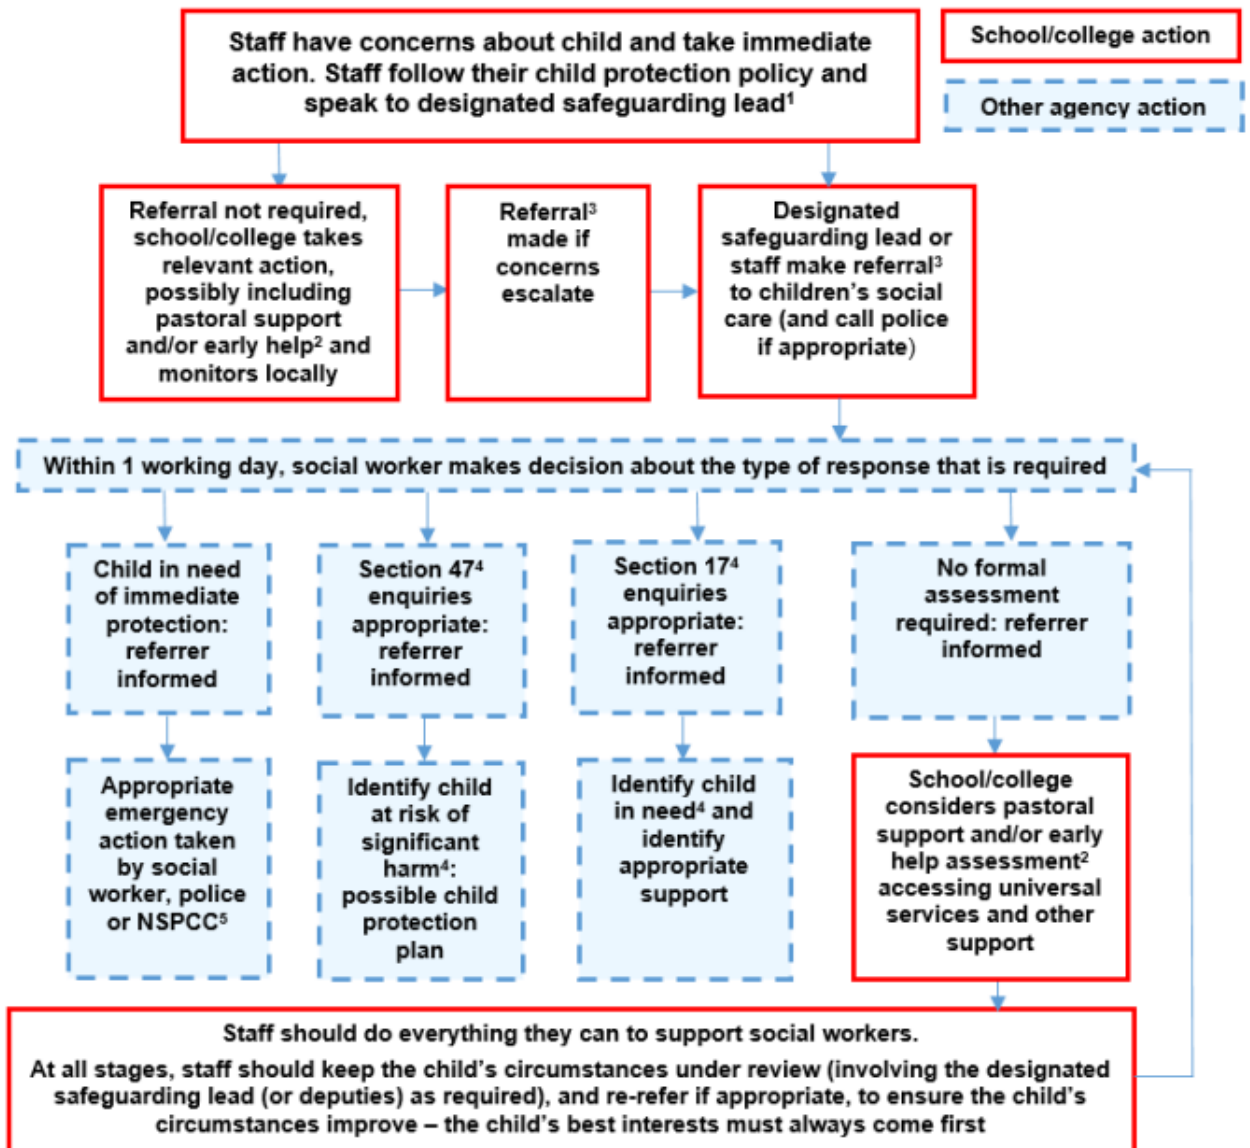 Staff have concerns about child and take immediate
action. Staff follow their child protection policy and
speak to designated safeguarding lead¹
School/college action
Other agency action
Referral not required,
school/college takes
relevant action,
possibly including
pastoral support
and/or early help² and
monitors locally
Referral³
made if
concerns
escalate
Designated
safeguarding lead or
staff make referral³
to children’s social
care (and call police
if appropriate)
Within 1 working day, social worker makes decision about the type of response that is required
Child in need
of immediate
protection:
referrer
informed
Section 47⁴
enquiries
appropriate:
referrer
informed
Section 17⁴
enquiries
appropriate:
referrer
informed
No formal
assessment
required: referrer
informed
Appropriate
emergency
action taken
by social
worker, police
or NSPCC⁵
Identify child
at risk of
significant
harm⁴:
possible child
protection
plan
Identify child
in need⁴ and
identify
appropriate
support
School/college
considers pastoral
support and/or early
help assessment²
accessing universal
services and other
support
Staff should do everything they can to support social workers.
At all stages, staff should keep the child’s circumstances under review (involving the designated
safeguarding lead (or deputies) as required), and re-refer if appropriate, to ensure the child’s
circumstances improve – the child’s best interests must always come first